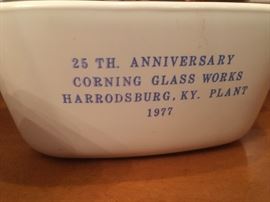 25 TH. ANNIVERSARY
CORNING GLASS WORKS
HARRODSBURG, KY. PLANT
1977